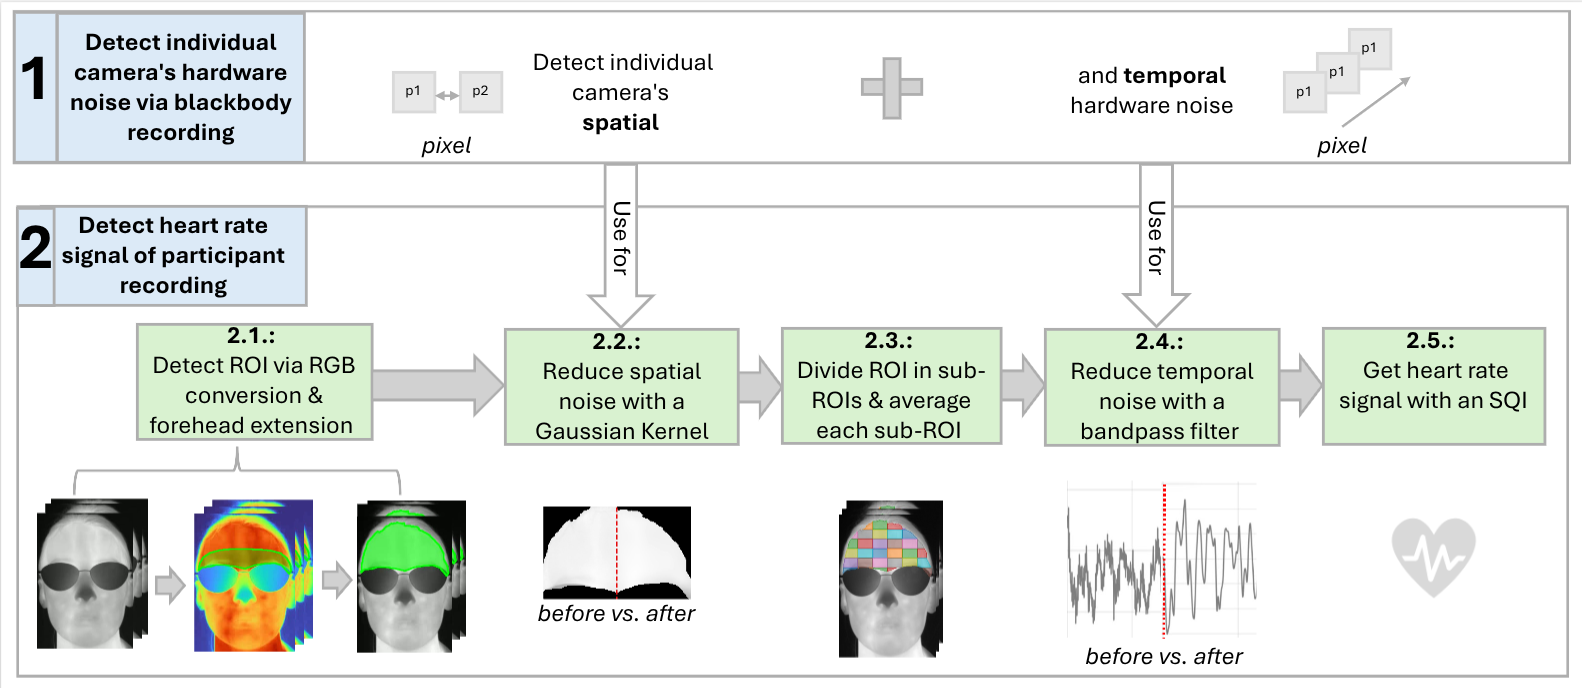 1
Detect individual
camera's hardware
noise via blackbody
recording
p1
p2
pixel
Detect individual
camera's
spatial
and temporal
hardware noise
p1
p1
p1
pixel
Use for
Use for
2
Detect heart rate
signal of participant
recording
2.1.:
Detect ROI via RGB
conversion &
forehead extension
2.2.:
Reduce spatial
noise with a
Gaussian Kernel
2.3.:
Divide ROI in sub-
ROIs & average
each sub-ROI
2.4.:
Reduce temporal
noise with a
bandpass filter
2.5.:
Get heart rate
signal with an SQI
before vs. after
before vs. after